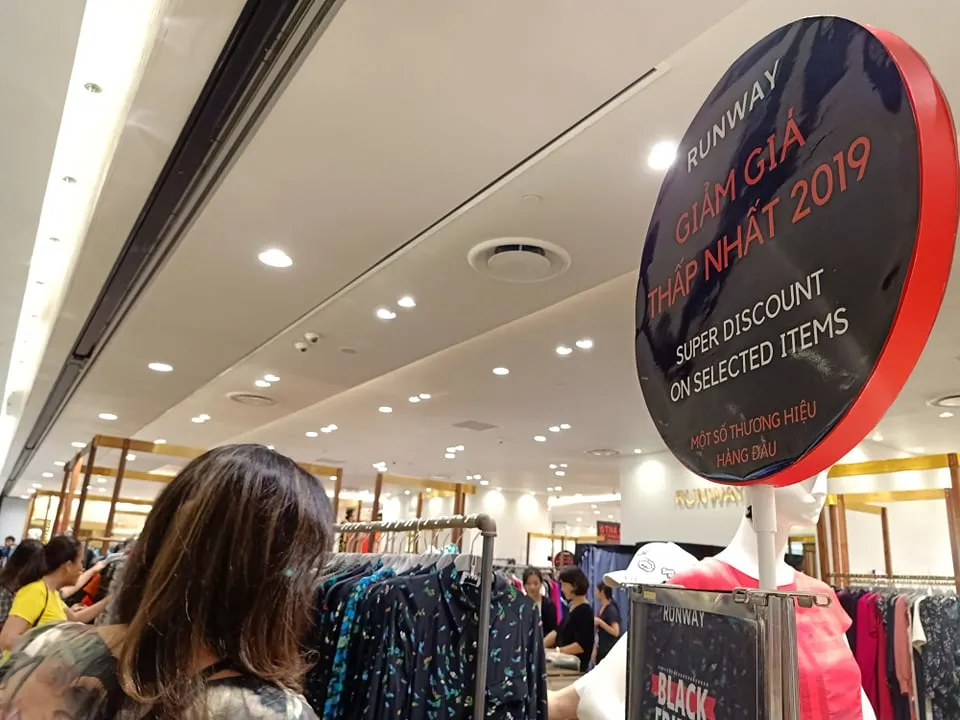 RUNWAY
GIẢM GIÁ
THẤP NHẤT 2019
SUPER DISCOUNT
ON SELECTED ITEMS
MỘT SỐ THƯƠNG HIỆU
HÀNG ĐẦU
RUNWAY
RUNWAY
BLACK